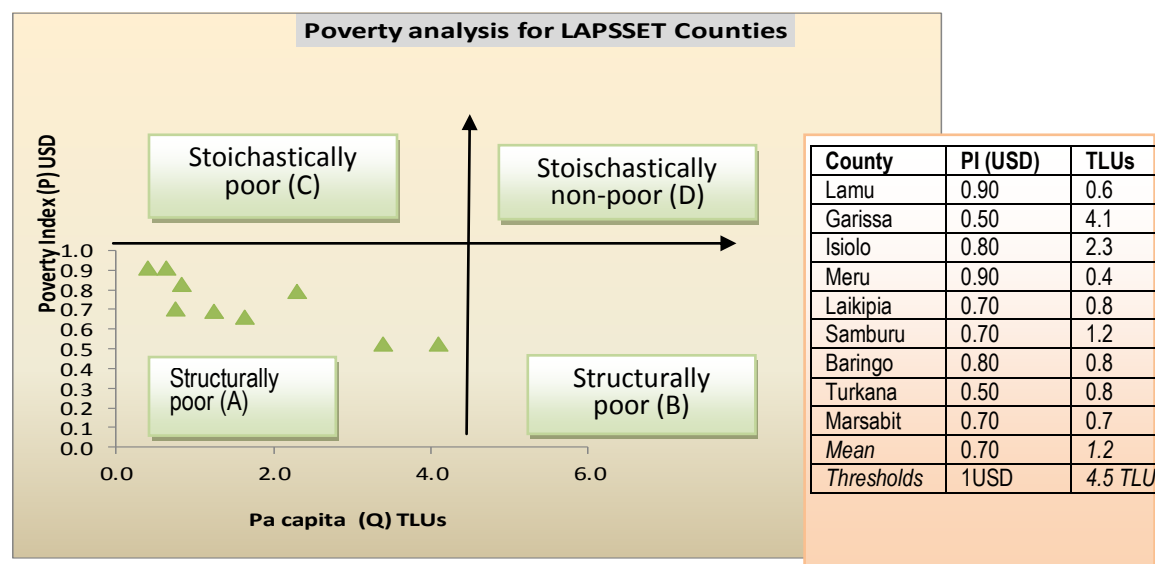 Poverty analysis for LAPSSET Counties
Poverty Index (P) USD
Stoichastically
poor (C)
Stoischastically
non-poor (D)
1.0
0.9
0.8
0.7
0.6
0.5
0.4
0.3
0.2
0.1
0.0
Structurally
poor (A)
Structurally
poor (B)
0.0 2.0 4.0 6.0
Pa capita (Q) TLUs
County PI (USD) TLUs
Lamu 0.90 0.6
Garissa 0.50 4.1
Isiolo 0.80 2.3
Meru 0.90 0.4
Laikipia 0.70 0.8
Samburu 0.70 1.2
Baringo 0.80 0.8
Turkana 0.50 0.8
Marsabit 0.70 0.7
Mean 0.70 1.2
Thresholds 1USD 4.5 TLU